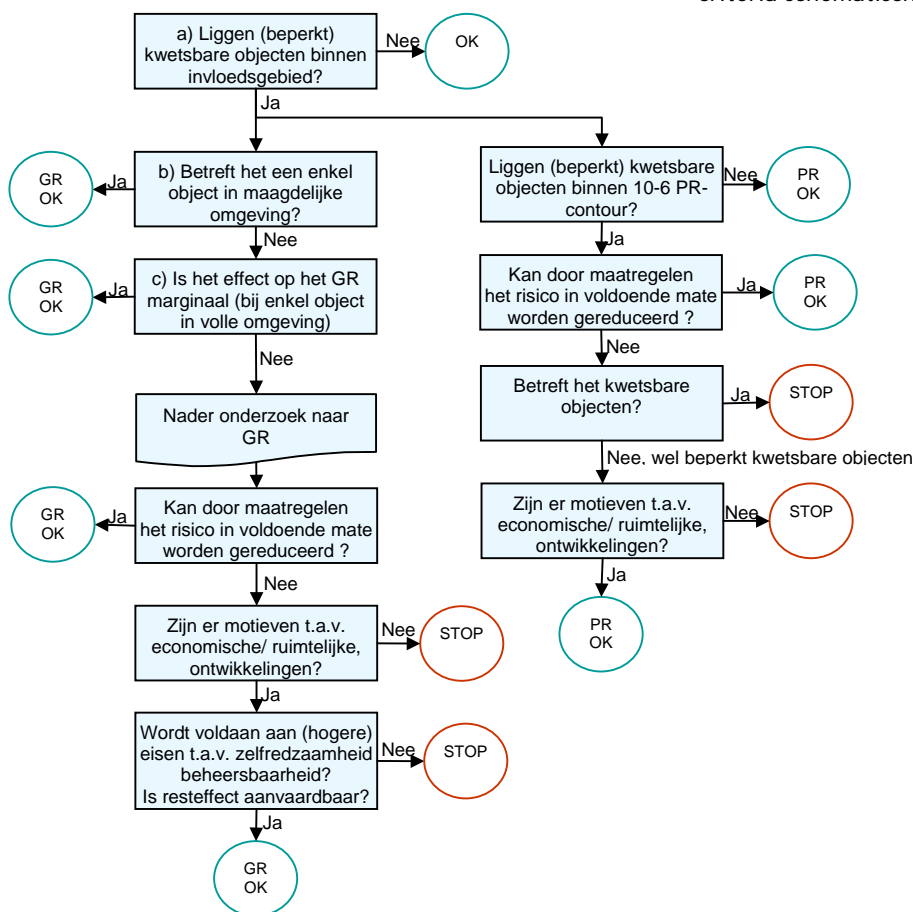 criteria schematisch
a) Liggen (beperkt)
kwetsbare objecten binnen
invloedsgebied?
Nee
OK
Ja
b) Betreft het een enkel
object in maagdelijke
omgeving?
Ja
GR
OK
Nee
c) Is het effect op het GR
marginaal (bij enkel object
in volle omgeving)
Ja
GR
OK
Nee
Nader onderzoek naar
GR
Kan door maatregelen
het risico in voldoende mate
worden gereduceerd ?
Ja
GR
OK
Nee
Zijn er motieven t.a.v.
economische/ ruimtelijke,
ontwikkelingen?
Nee
STOP
Ja
Wordt voldaan aan (hogere)
eisen t.a.v. zelfredzaamheid
beheersbaarheid?
Is resteffect aanvaardbaar?
Nee
STOP
Ja
GR
OK
Liggen (beperkt) kwetsbare
objecten binnen 10-6 PR-
contour?
Nee
PR
OK
Ja
Kan door maatregelen
het risico in voldoende mate
worden gereduceerd ?
Ja
PR
OK
Nee
Betreft het kwetsbare
objecten?
Ja
STOP
Nee, wel beperkt kwetsbare objecten
Zijn er motieven t.a.v.
economische/ ruimtelijke,
ontwikkelingen?
Nee
STOP
Ja
PR
OK